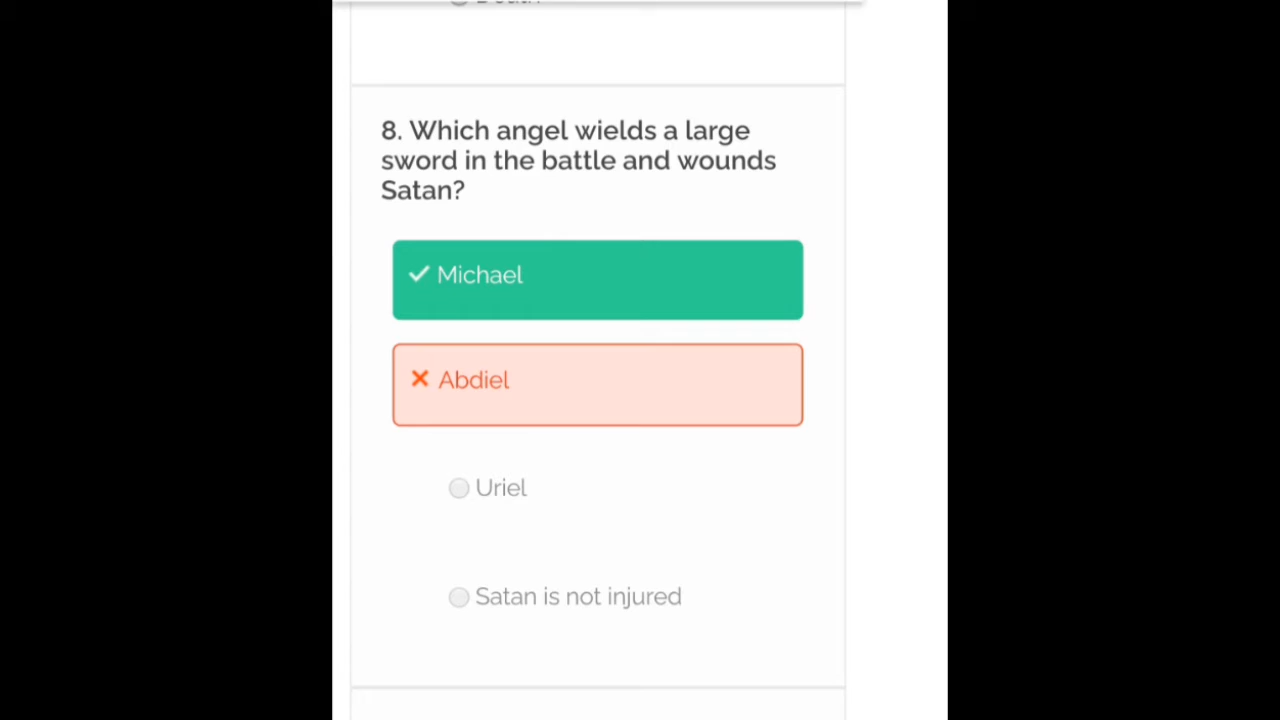 8. Which angel wields a large
sword in the battle and wounds
Satan?
Michael
Abdiel
Uriel
Satan is not injured